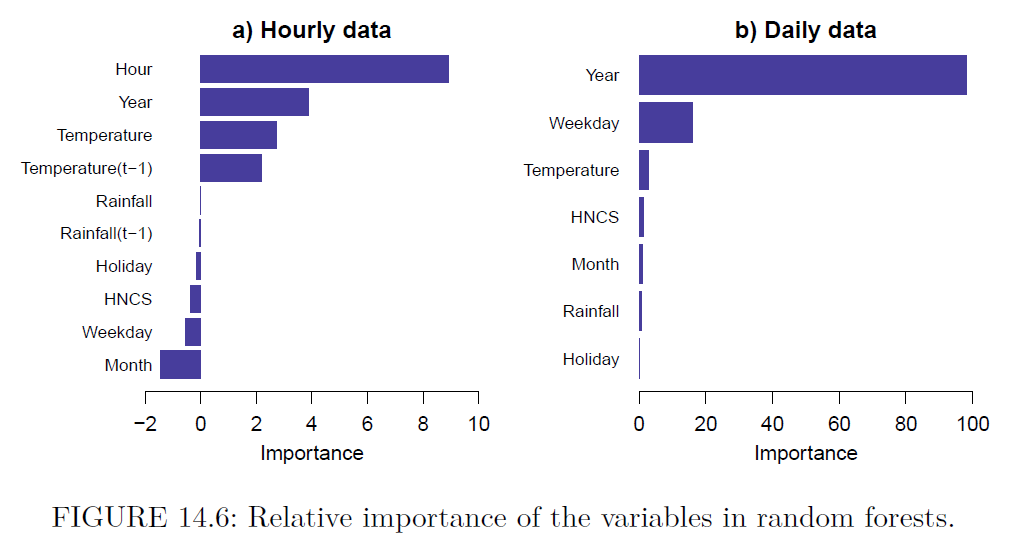 a) Hourly data
Hour
Year
Temperature
Temperature(t−1)
Rainfall
Rainfall(t−1)
Holiday
HNCS
Weekday
Month
−2 0 2 4 6 8 10
Importance
b) Daily data
Year
Weekday
Temperature
HNCS
Month
Rainfall
Holiday
0 20 40 60 80 100
Importance
FIGURE 14.6: Relative importance of the variables in random forests.